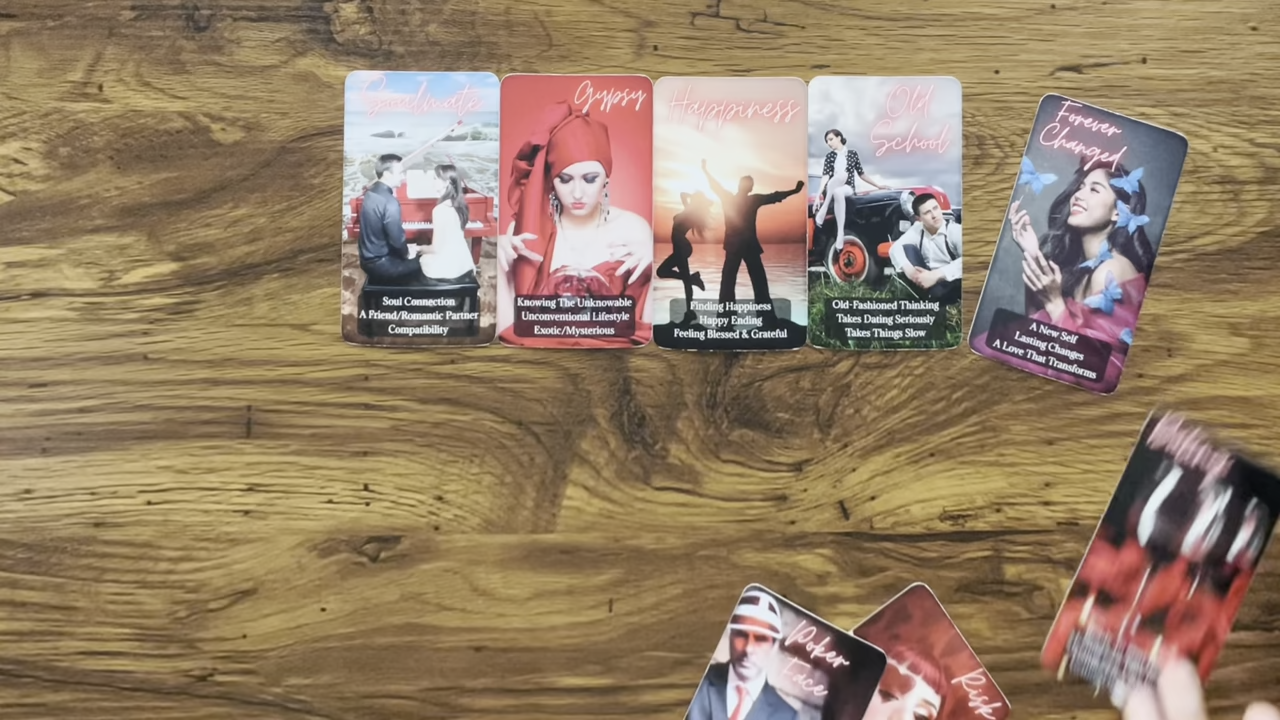 Soulmate
Soul Connection
A Friend/Romantic Partner
Compatibility
Gypsy
Knowing The Unknowable
Unconventional Lifestyle
Exotic/Mysterious
Happiness
Finding Happiness
Happy Ending
Feeling Blessed & Grateful
Old
School
Old-Fashioned Thinking
Takes Dating Seriously
Takes Things Slow
Forever
Changed
A New Self
Lasting Changes
A Love That Transforms
Poker
Face
Risk